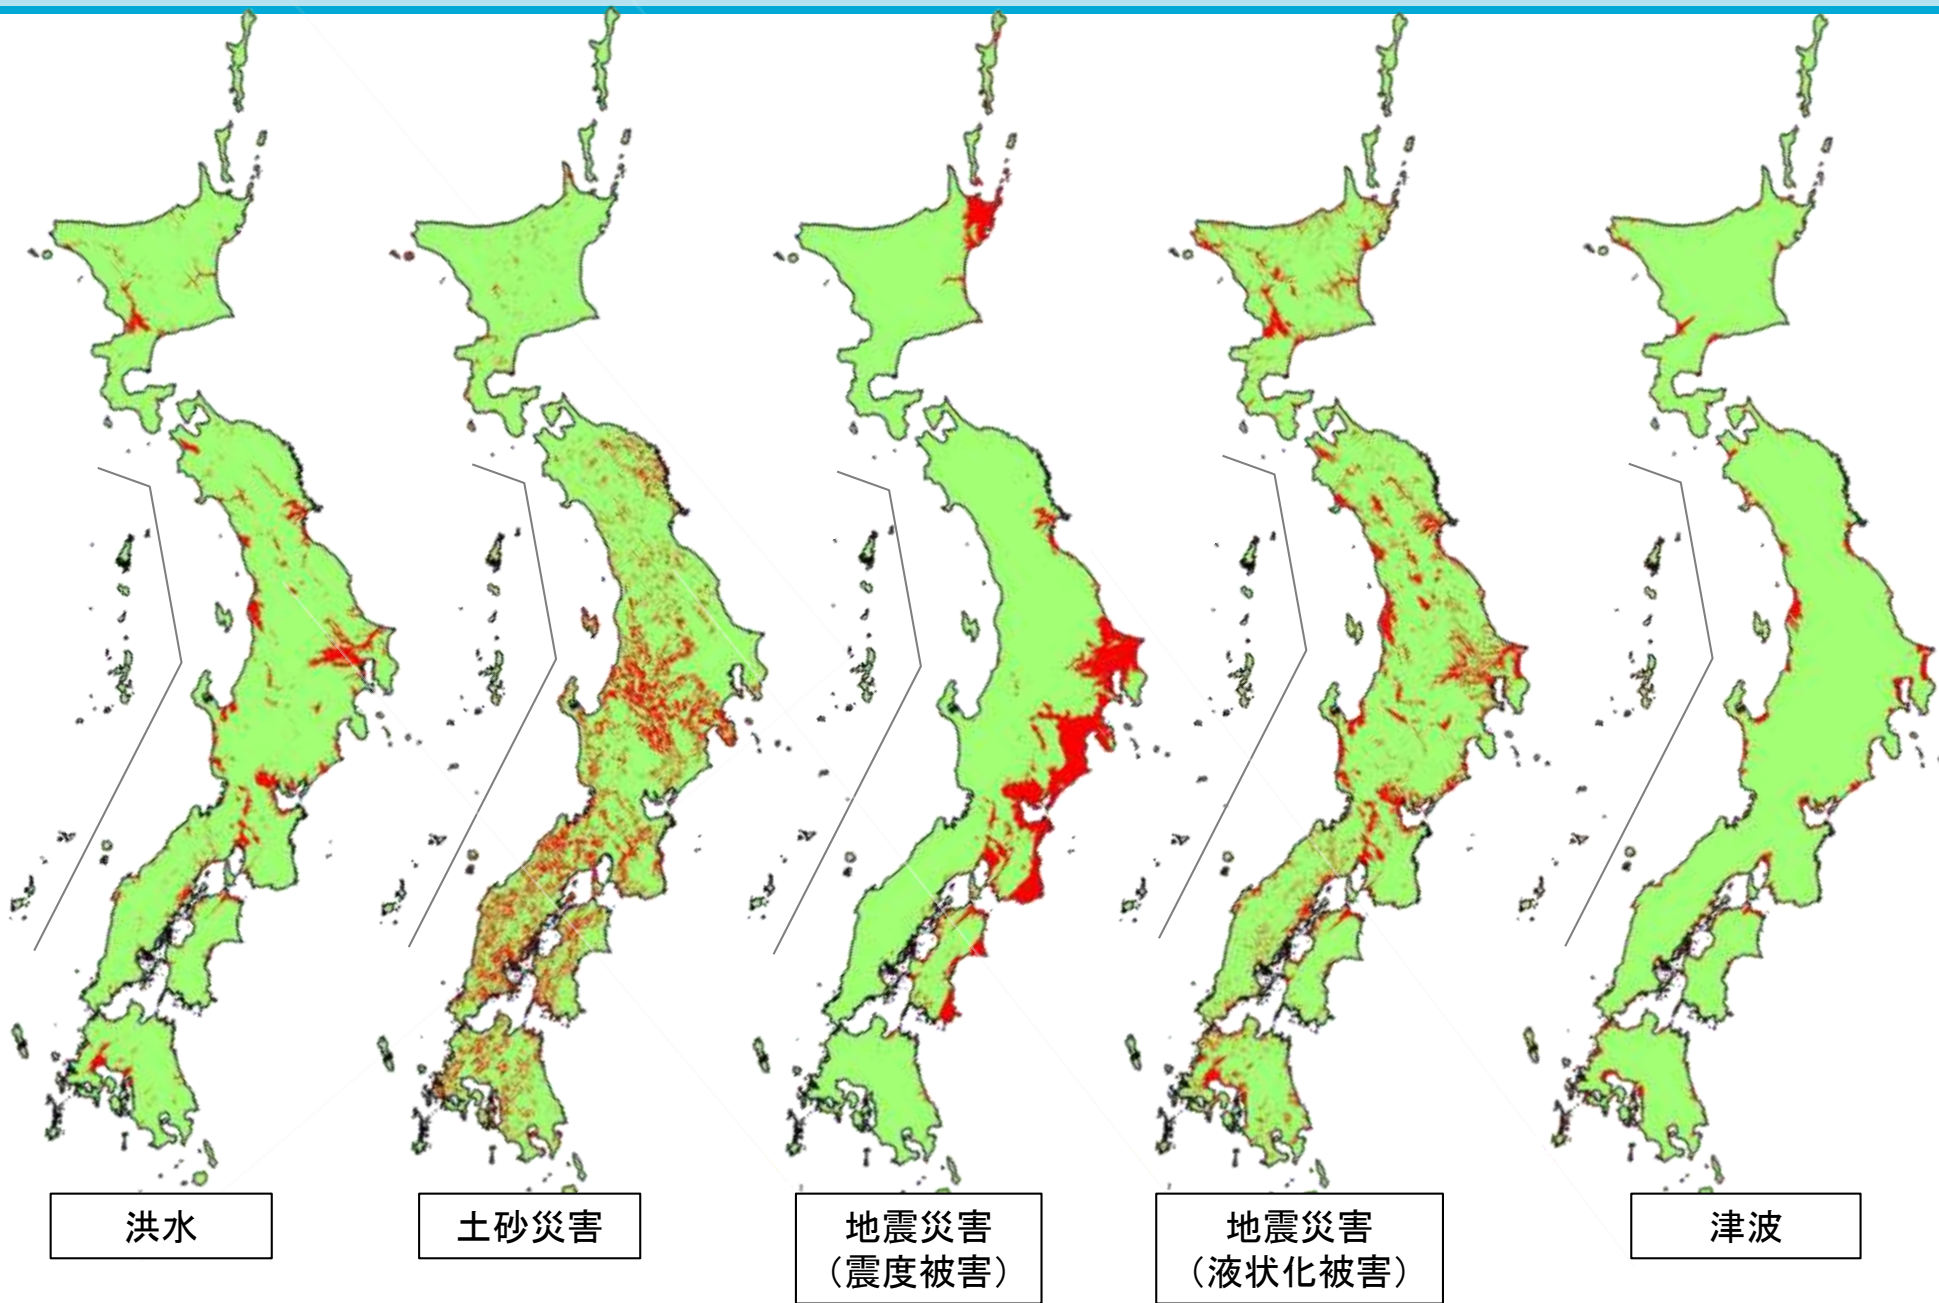 洪水
土砂災害
地震災害
（震度被害）
地震災害
（液状化被害）
津波